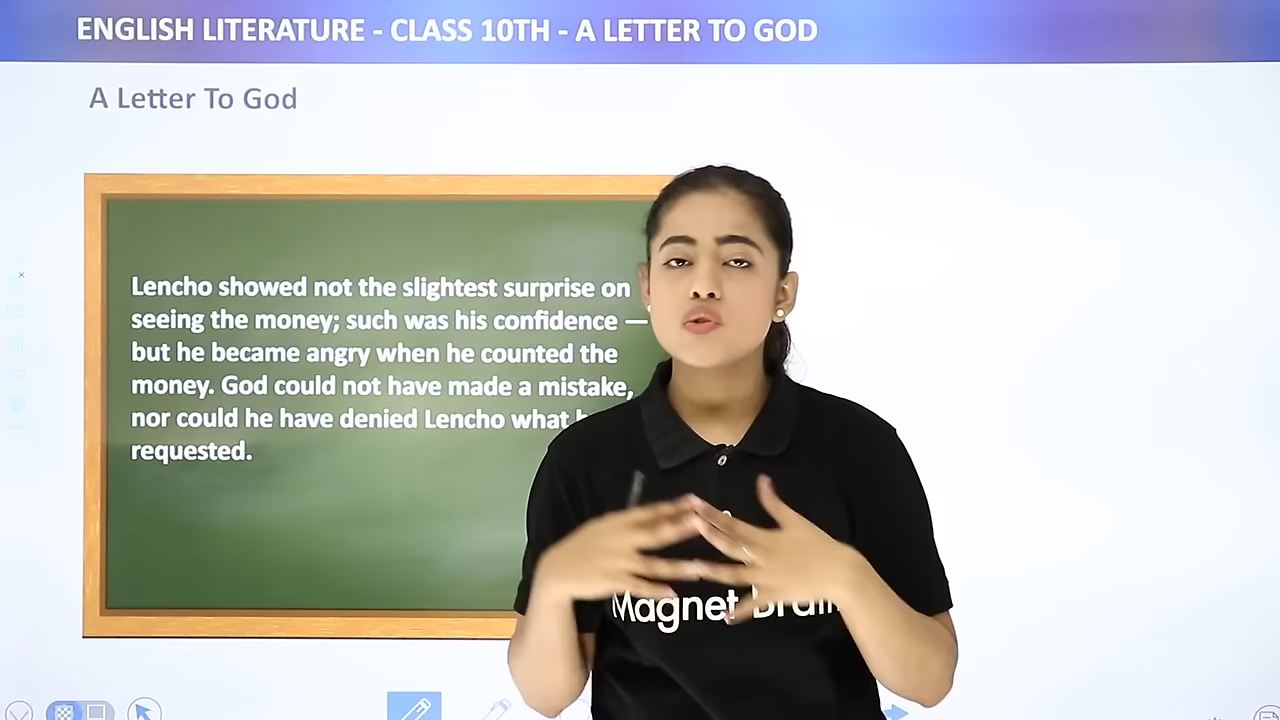 ENGLISH LITERATURE - CLASS 10TH - A LETTER TO GOD
A Letter To God
Lencho showed not the slightest surprise on
seeing the money; such was his confidence —
but he became angry when he counted the
money. God could not have made a mistake,
nor could he have denied Lencho what
requested.
Magnet